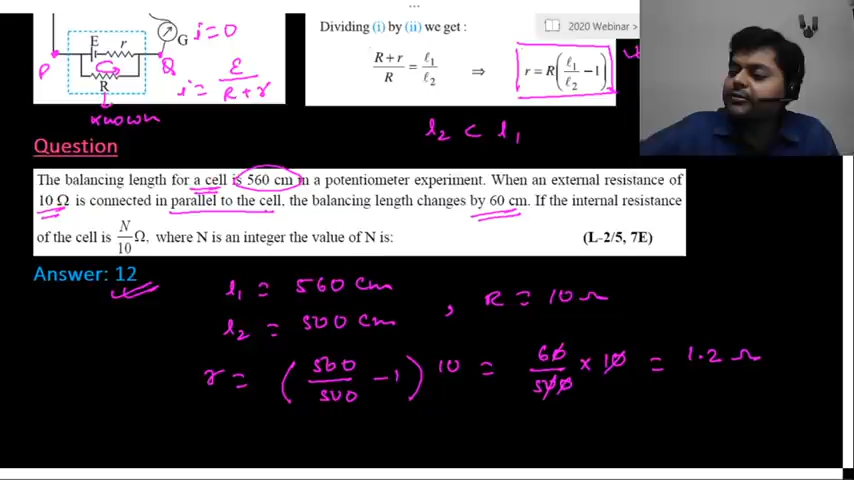 2020 Webinar
G i=0
E r
P Q
R
i = ε / R + r
known
Dividing (i) by (ii) we get :
R + r / R = ℓ1 / ℓ2 ⇒ r = R(ℓ1 / ℓ2 − 1)
l2 < l1
Question
The balancing length for a cell is 560 cm in a potentiometer experiment. When an external resistance of
10 Ω is connected in parallel to the cell, the balancing length changes by 60 cm. If the internal resistance
of the cell is N/10 Ω, where N is an integer the value of N is: (L-2/5, 7E)
Answer: 12
l1 = 560 cm
l2 = 500 cm , R = 10 Ω
r = (560/500 − 1) 10 = 60/500 × 10 = 1.2 Ω